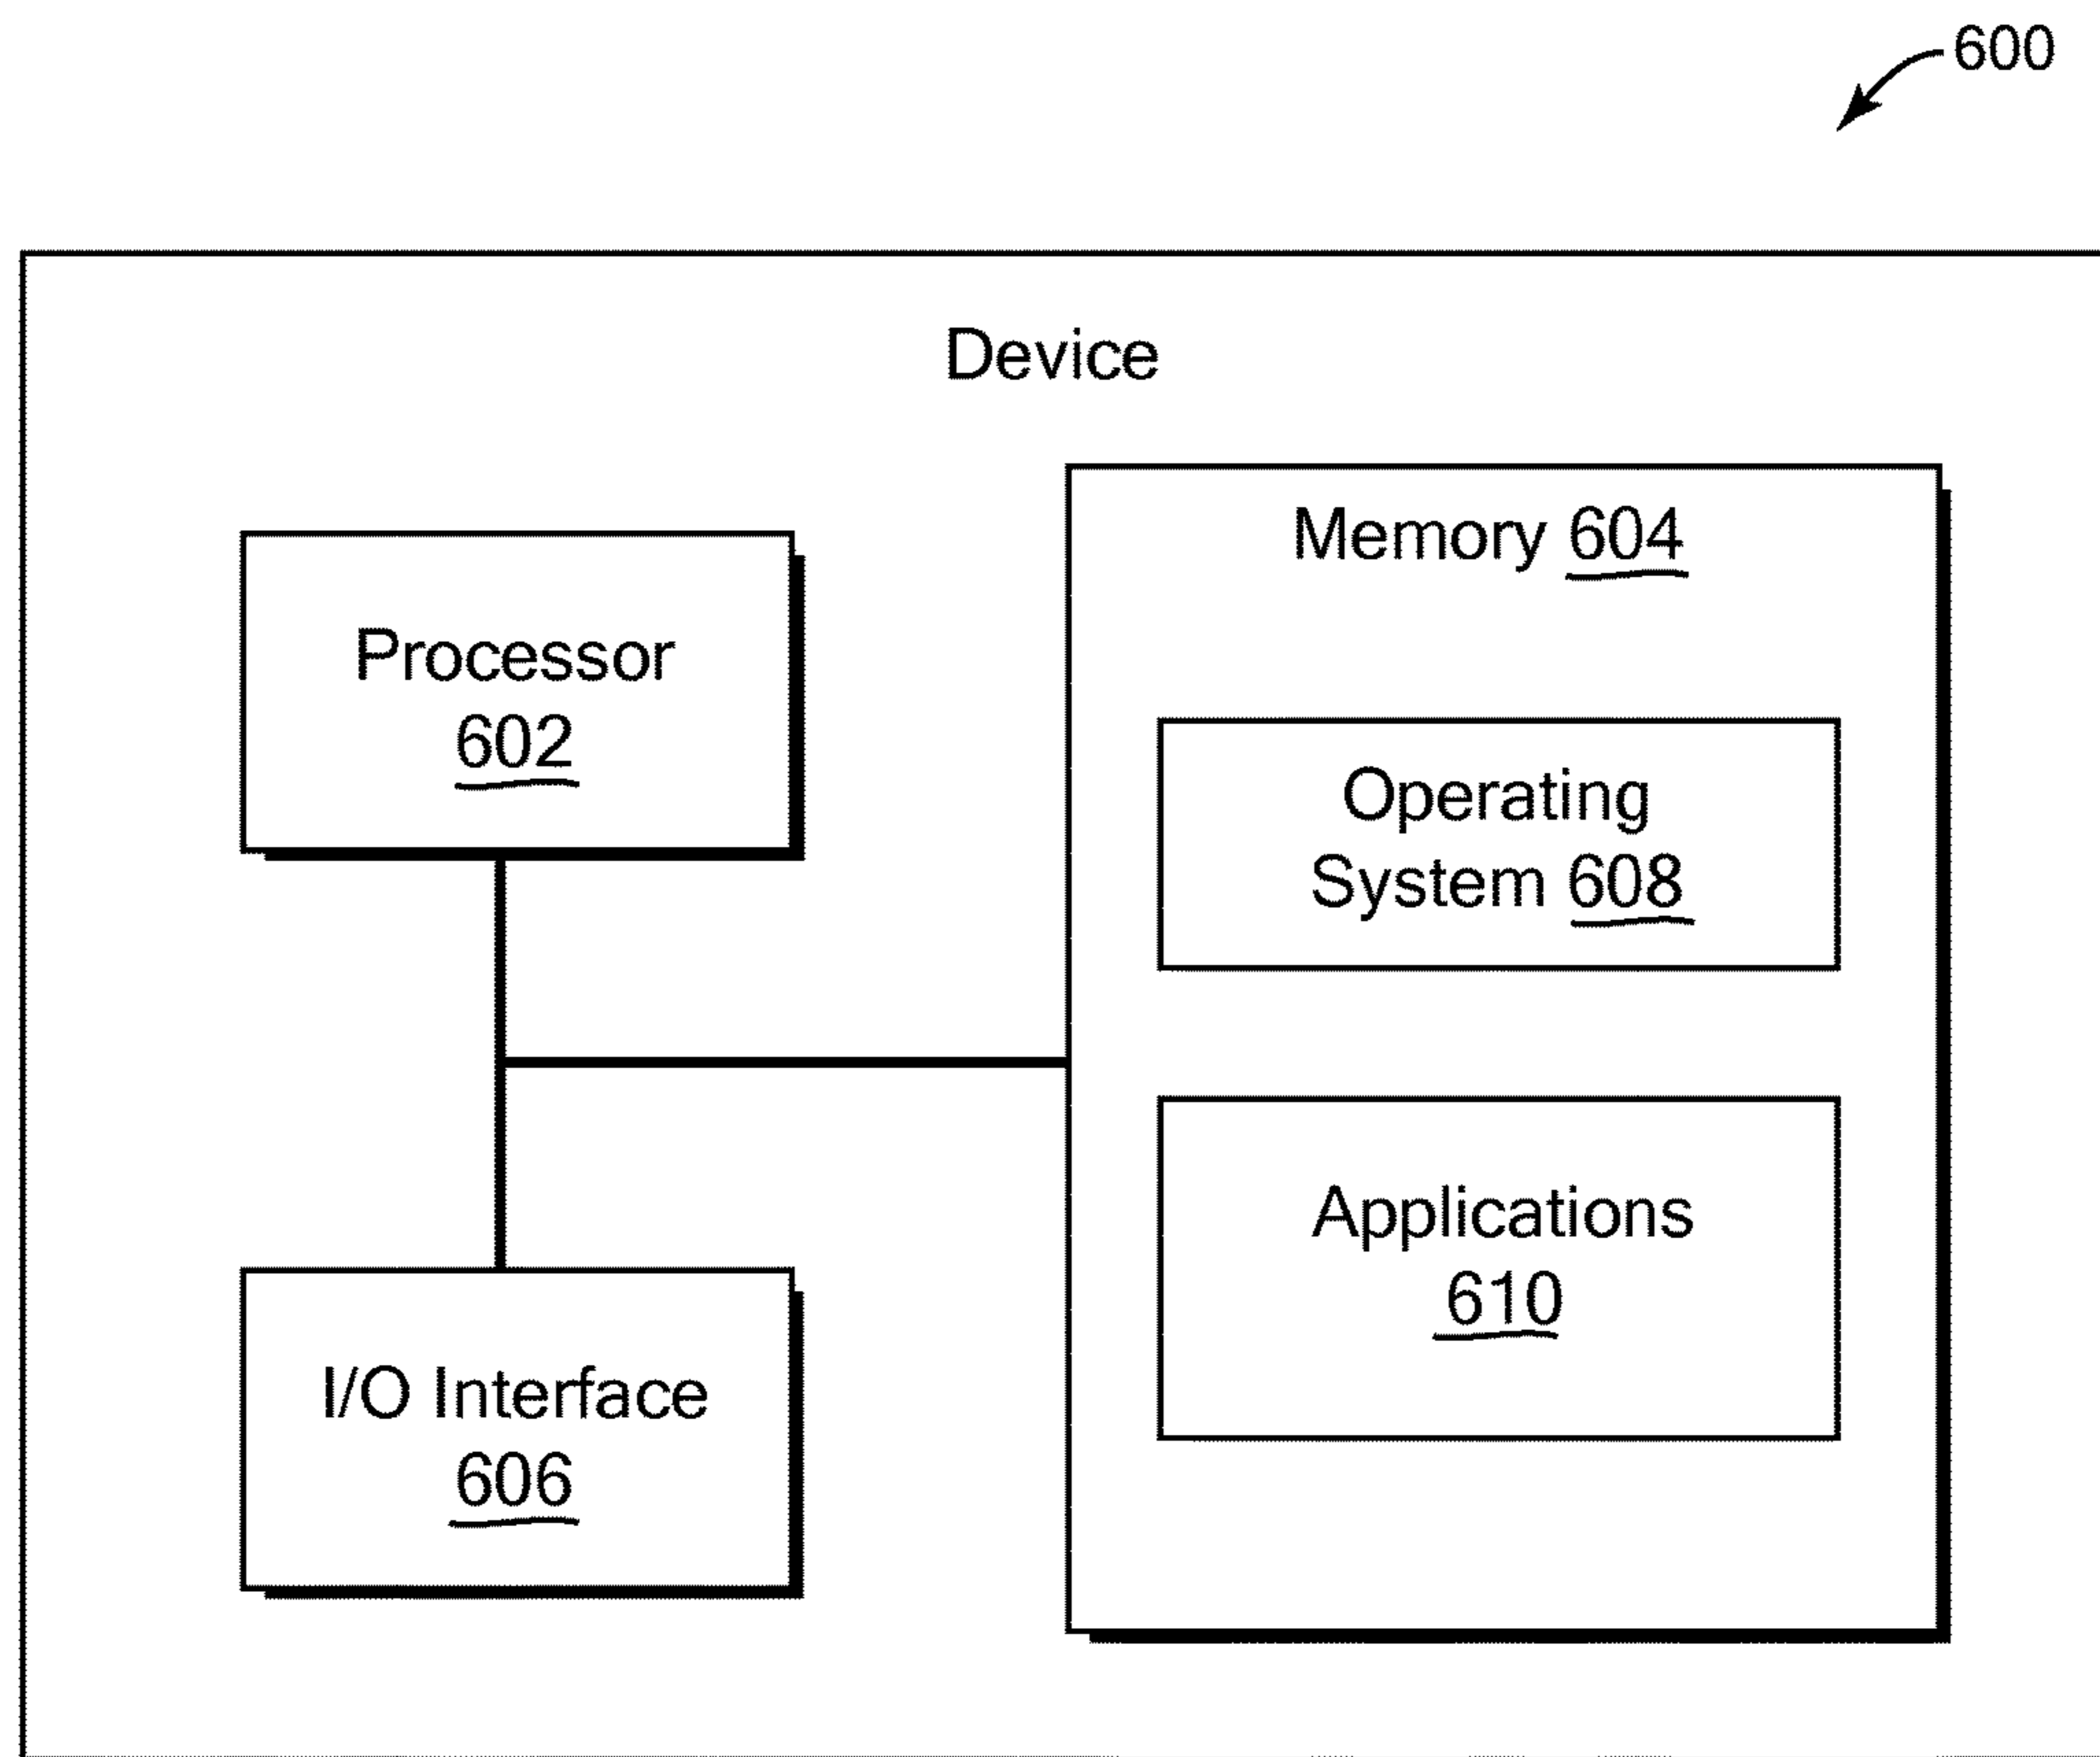 600
Device
Processor
602
Memory 604
Operating
System 608
Applications
610
I/O Interface
606